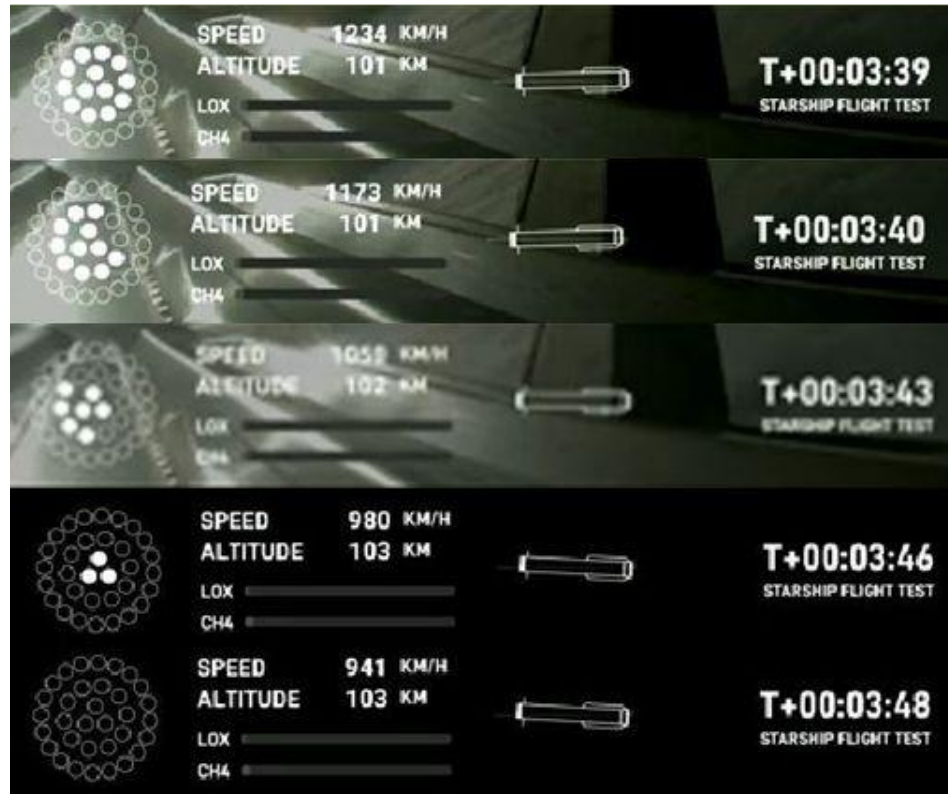 SPEED 1234 KM/H
ALTITUDE 101 KM
LOX
CH4
T+00:03:39
STARSHIP FLIGHT TEST
SPEED 1173 KM/H
ALTITUDE 101 KM
LOX
CH4
T+00:03:40
STARSHIP FLIGHT TEST
SPEED KM/H
ALTITUDE 102 KM
LOX
CH4
T+00:03:43
STARSHIP FLIGHT TEST
SPEED 980 KM/H
ALTITUDE 103 KM
LOX
CH4
T+00:03:46
STARSHIP FLIGHT TEST
SPEED 941 KM/H
ALTITUDE 103 KM
LOX
CH4
T+00:03:48
STARSHIP FLIGHT TEST